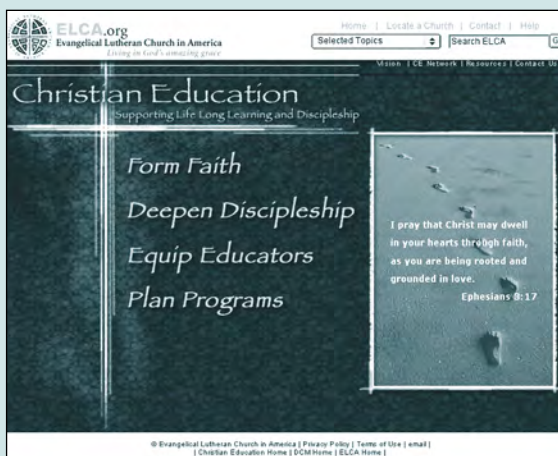 ELCA.org
Evangelical Lutheran Church in America
Living in God's amazing grace
Home | Locate a Church | Contact | Help
Selected Topics
Search ELCA
G
Vision | CE Network | Resources | Contact Us
Christian Education
Supporting Life Long Learning and Discipleship
Form Faith
Deepen Discipleship
Equip Educators
Plan Programs
I pray that Christ may dwell
in your hearts through faith,
as you are being rooted and
grounded in love.
Ephesians 3:17
© Evangelical Lutheran Church in America | Privacy Policy | Terms of Use | email |
| Christian Education Home | DCM Home | ELCA Home |